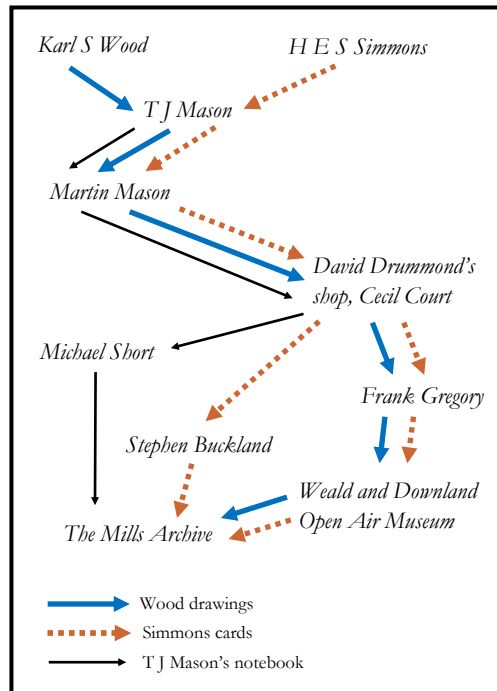 Karl S Wood
H E S Simmons
T J Mason
Martin Mason
David Drummond's
shop, Cecil Court
Michael Short
Frank Gregory
Stephen Buckland
Weald and Downland
Open Air Museum
The Mills Archive
Wood drawings
Simmons cards
T J Mason's notebook